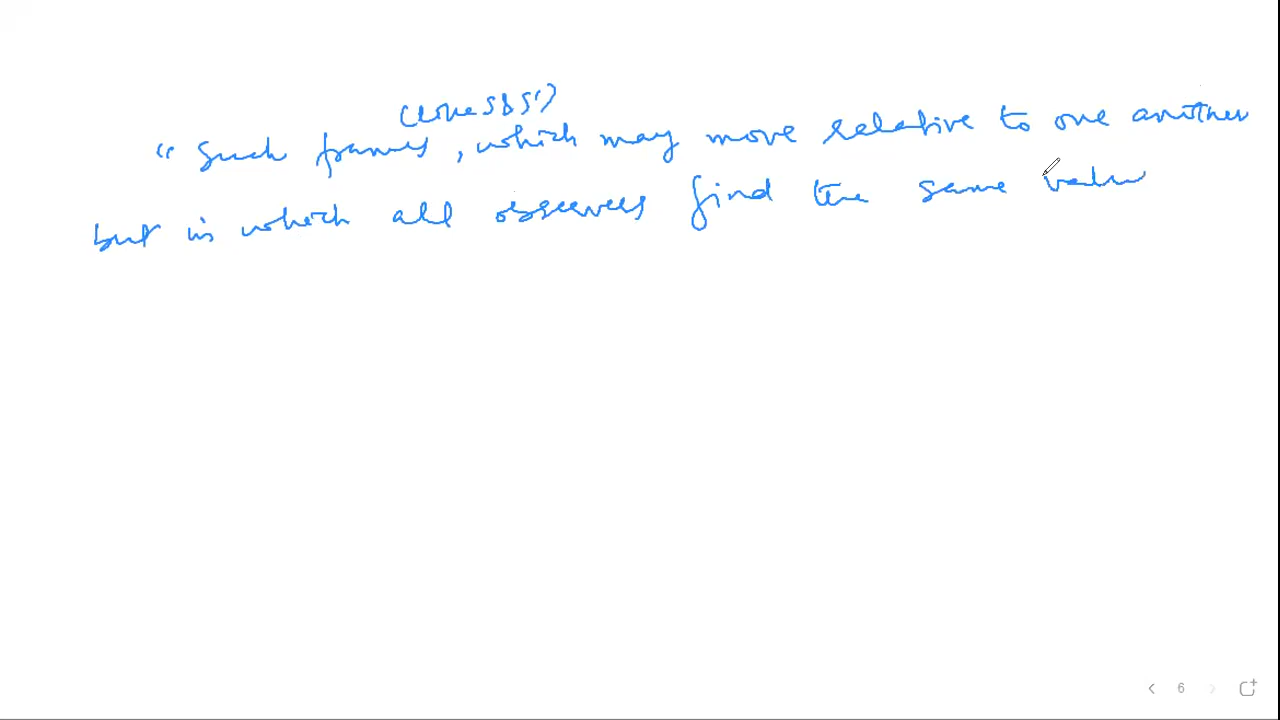 (like S & S')
“ Such frames, which may move relative to one another
but in which all observers find the same value
6